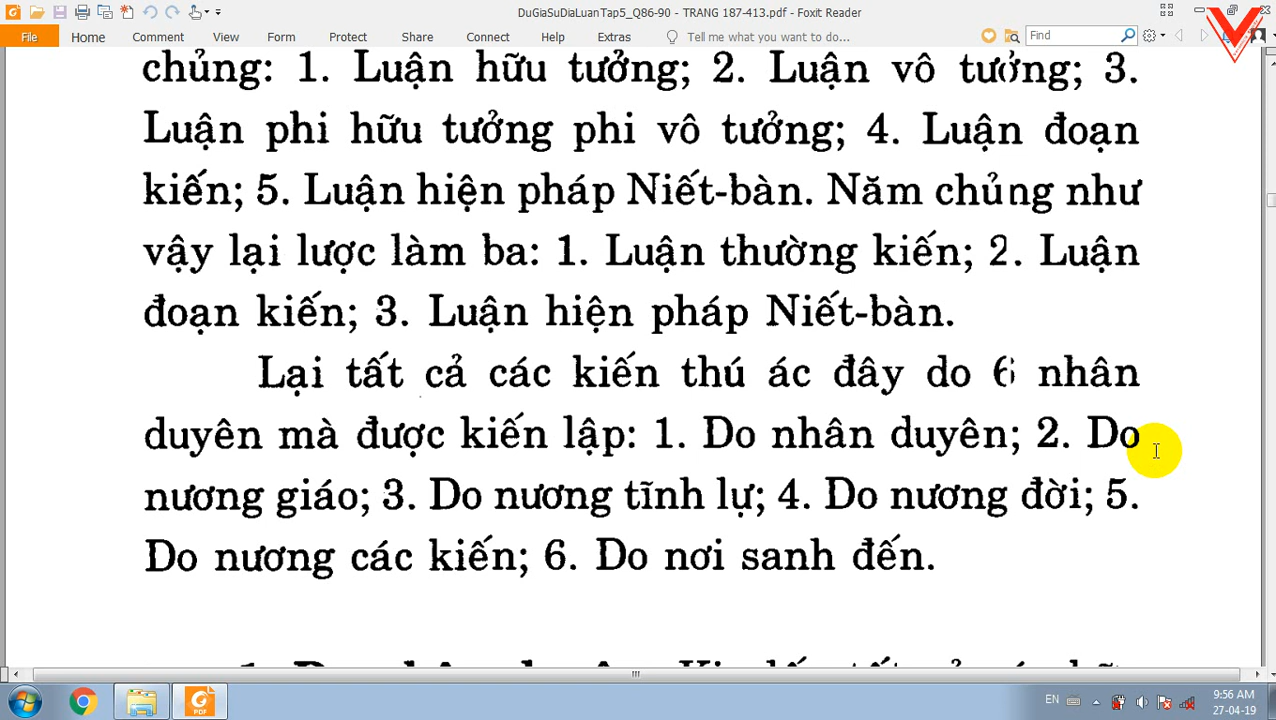 DuGiaSuDiaLuanTap5_Q86-90 - TRANG 187-413.pdf - Foxit Reader
File Home Comment View Form Protect Share Connect Help Extras Tell me what you want to do... Find
chủng: 1. Luận hữu tưởng; 2. Luận vô tưởng; 3.
Luận phi hữu tưởng phi vô tưởng; 4. Luận đoạn
kiến; 5. Luận hiện pháp Niết-bàn. Năm chủng như
vậy lại lược làm ba: 1. Luận thường kiến; 2. Luận
đoạn kiến; 3. Luận hiện pháp Niết-bàn.
Lại tất cả các kiến thú ác đây do 6 nhân
duyên mà được kiến lập: 1. Do nhân duyên; 2. Do
nương giáo; 3. Do nương tĩnh lự; 4. Do nương đời; 5.
Do nương các kiến; 6. Do nơi sanh đến.
EN 9:56 AM
27-04-19